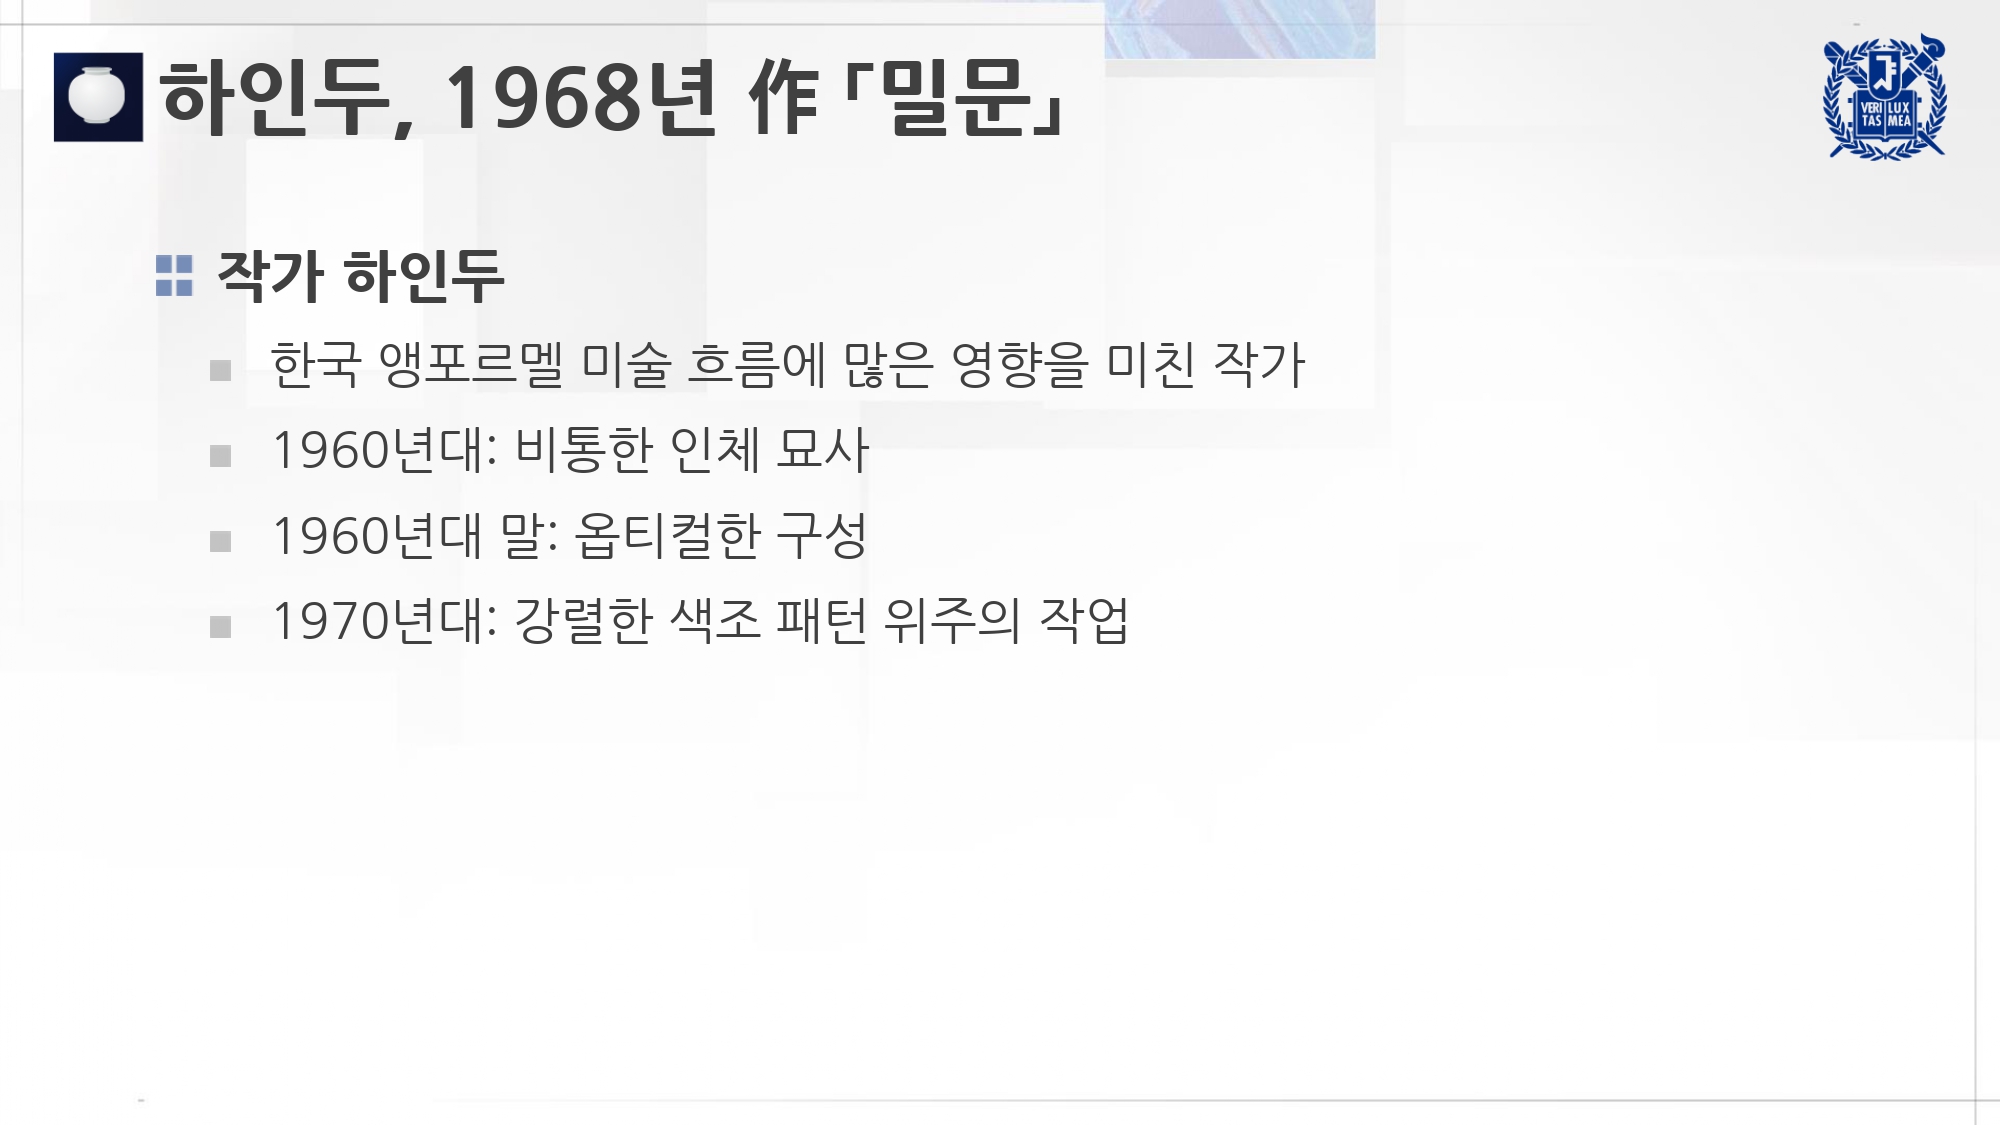 하인두, 1968년 作 ｢밀문｣
VERI LUX
TAS MEA
작가 하인두
한국 앵포르멜 미술 흐름에 많은 영향을 미친 작가
1960년대: 비통한 인체 묘사
1960년대 말: 옵티컬한 구성
1970년대: 강렬한 색조 패턴 위주의 작업